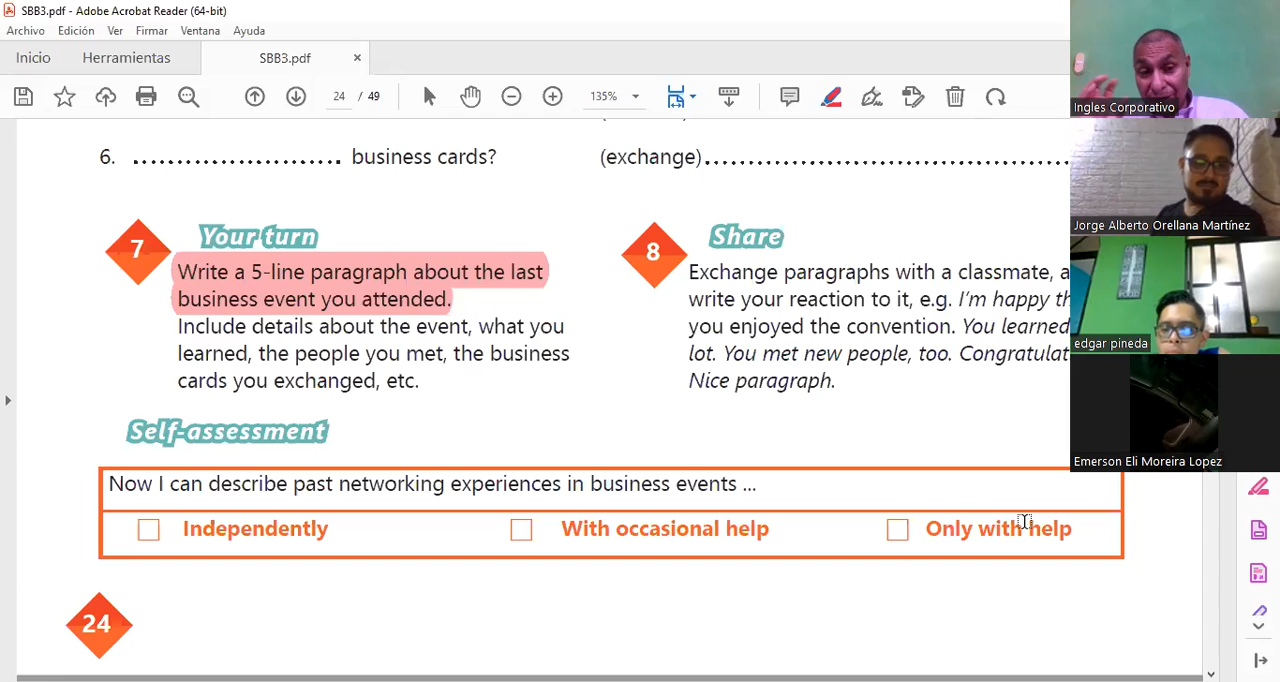 SBB3.pdf - Adobe Acrobat Reader (64-bit)
Archivo Edición Ver Firmar Ventana Ayuda
Inicio Herramientas SBB3.pdf ×
24 / 49 135%
6. ........................... business cards? (exchange)................................................
7 Your turn
Write a 5-line paragraph about the last
business event you attended.
Include details about the event, what you
learned, the people you met, the business
cards you exchanged, etc.
8 Share
Exchange paragraphs with a classmate, a
write your reaction to it, e.g. I'm happy th
you enjoyed the convention. You learned
lot. You met new people, too. Congratulat
Nice paragraph.
Self-assessment
Now I can describe past networking experiences in business events ...
Independently With occasional help Only with help
24
Ingles Corporativo
Jorge Alberto Orellana Martínez
edgar pineda
Emerson Eli Moreira Lopez